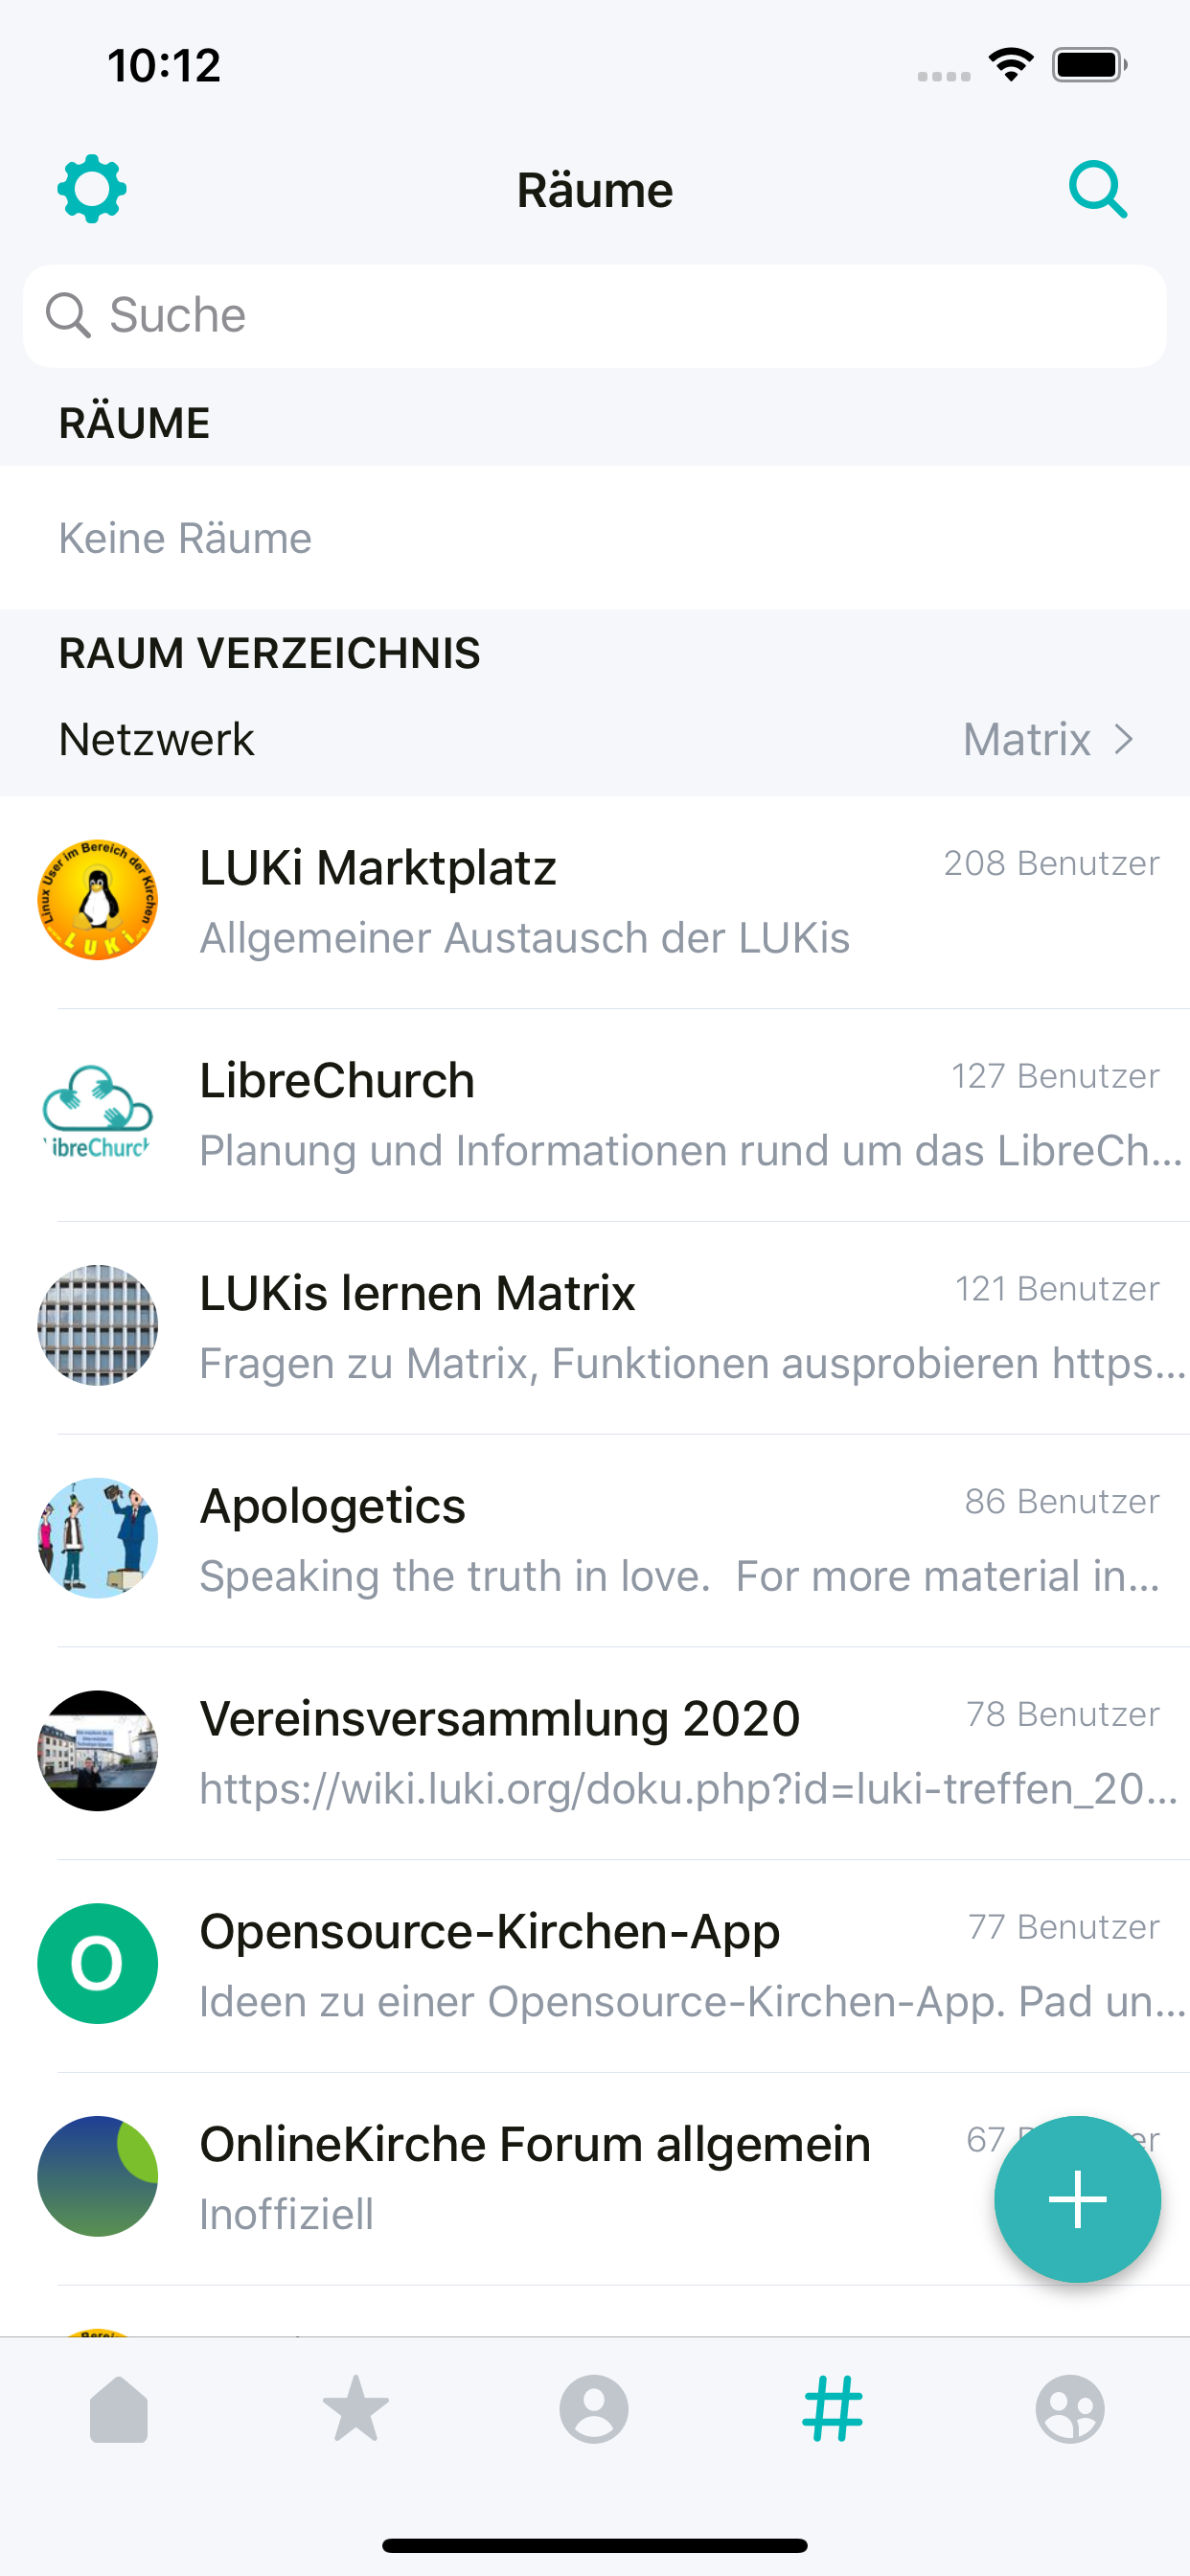 10:12
Räume
Suche
RÄUME
Keine Räume
RAUM VERZEICHNIS
Netzwerk
Matrix
Linux User im Bereich der Kirchen
LUKi
LUKi Marktplatz
208 Benutzer
Allgemeiner Austausch der LUKis
LibreChurch
127 Benutzer
Planung und Informationen rund um das LibreCh...
LUKis lernen Matrix
121 Benutzer
Fragen zu Matrix, Funktionen ausprobieren https...
Apologetics
86 Benutzer
Speaking the truth in love. For more material in...
Vereinsversammlung 2020
78 Benutzer
https://wiki.luki.org/doku.php?id=luki-treffen_20...
O
Opensource-Kirchen-App
77 Benutzer
Ideen zu einer Opensource-Kirchen-App. Pad un...
OnlineKirche Forum allgemein
67
Inoffiziell